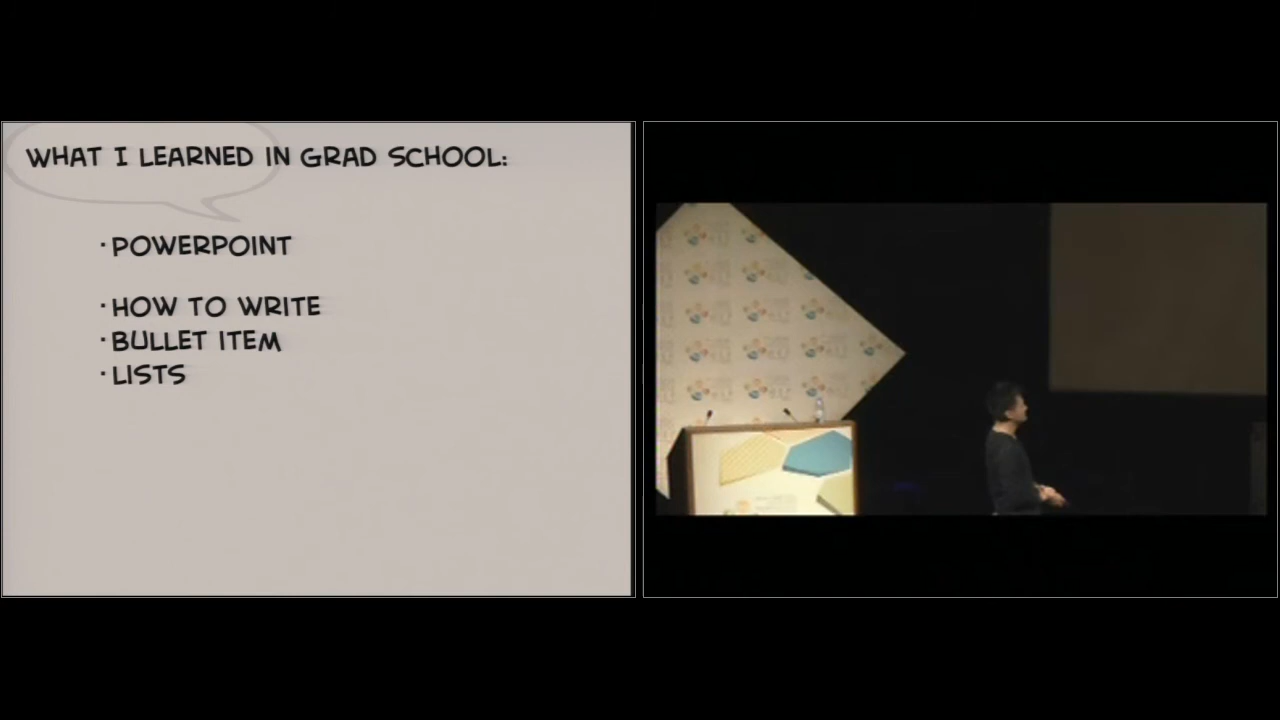 WHAT I LEARNED IN GRAD SCHOOL:
· POWERPOINT
· HOW TO WRITE
· BULLET ITEM
· LISTS